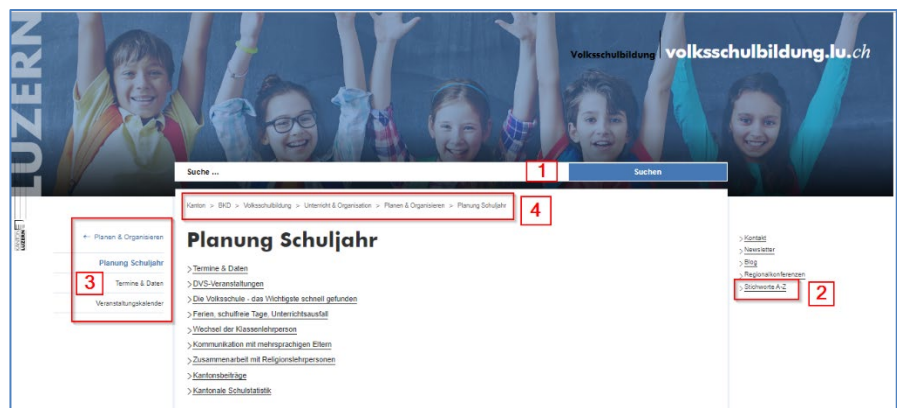 LUZERN
Volksschulbildung volksschulbildung.lu.ch
Suche ... 1 Suchen
Kanton > BKD > Volksschulbildung > Unterricht & Organisation > Planen & Organisieren > Planung Schuljahr 4
KANTON LUZERN
← Planen & Organisieren
Planung Schuljahr
3 Termine & Daten
Veranstaltungskalender
Planung Schuljahr
> Termine & Daten
> DVS-Veranstaltungen
> Die Volksschule - das Wichtigste schnell gefunden
> Ferien, schulfreie Tage, Unterrichtsausfall
> Wechsel der Klassenlehrperson
> Kommunikation mit mehrsprachigen Eltern
> Zusammenarbeit mit Religionslehrpersonen
> Kantonsbeiträge
> Kantonale Schulstatistik
> Kontakt
> Newsletter
> Blog
> Regionalkonferenzen
> Stichworte A-Z 2